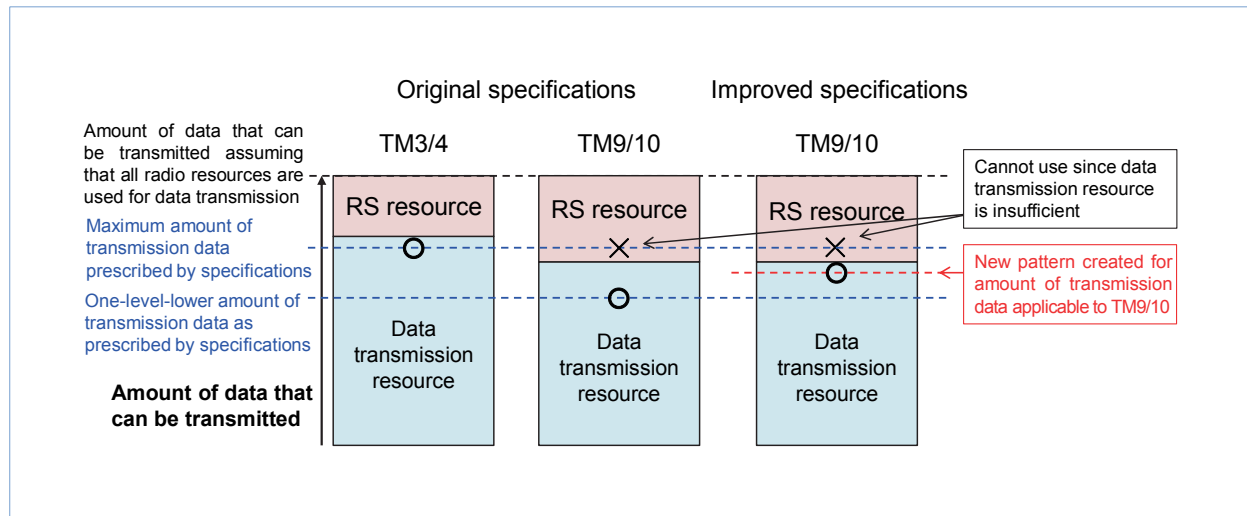 Original specifications
Improved specifications
TM3/4
TM9/10
TM9/10
Amount of data that can
be transmitted assuming
that all radio resources are
used for data transmission
Maximum amount of
transmission data
prescribed by specifications
One-level-lower amount of
transmission data as
prescribed by specifications
Amount of data that
can be transmitted
RS resource
Data
transmission
resource
RS resource
Data
transmission
resource
RS resource
Data
transmission
resource
Cannot use since data
transmission resource
is insufficient
New pattern created for
amount of transmission
data applicable to TM9/10